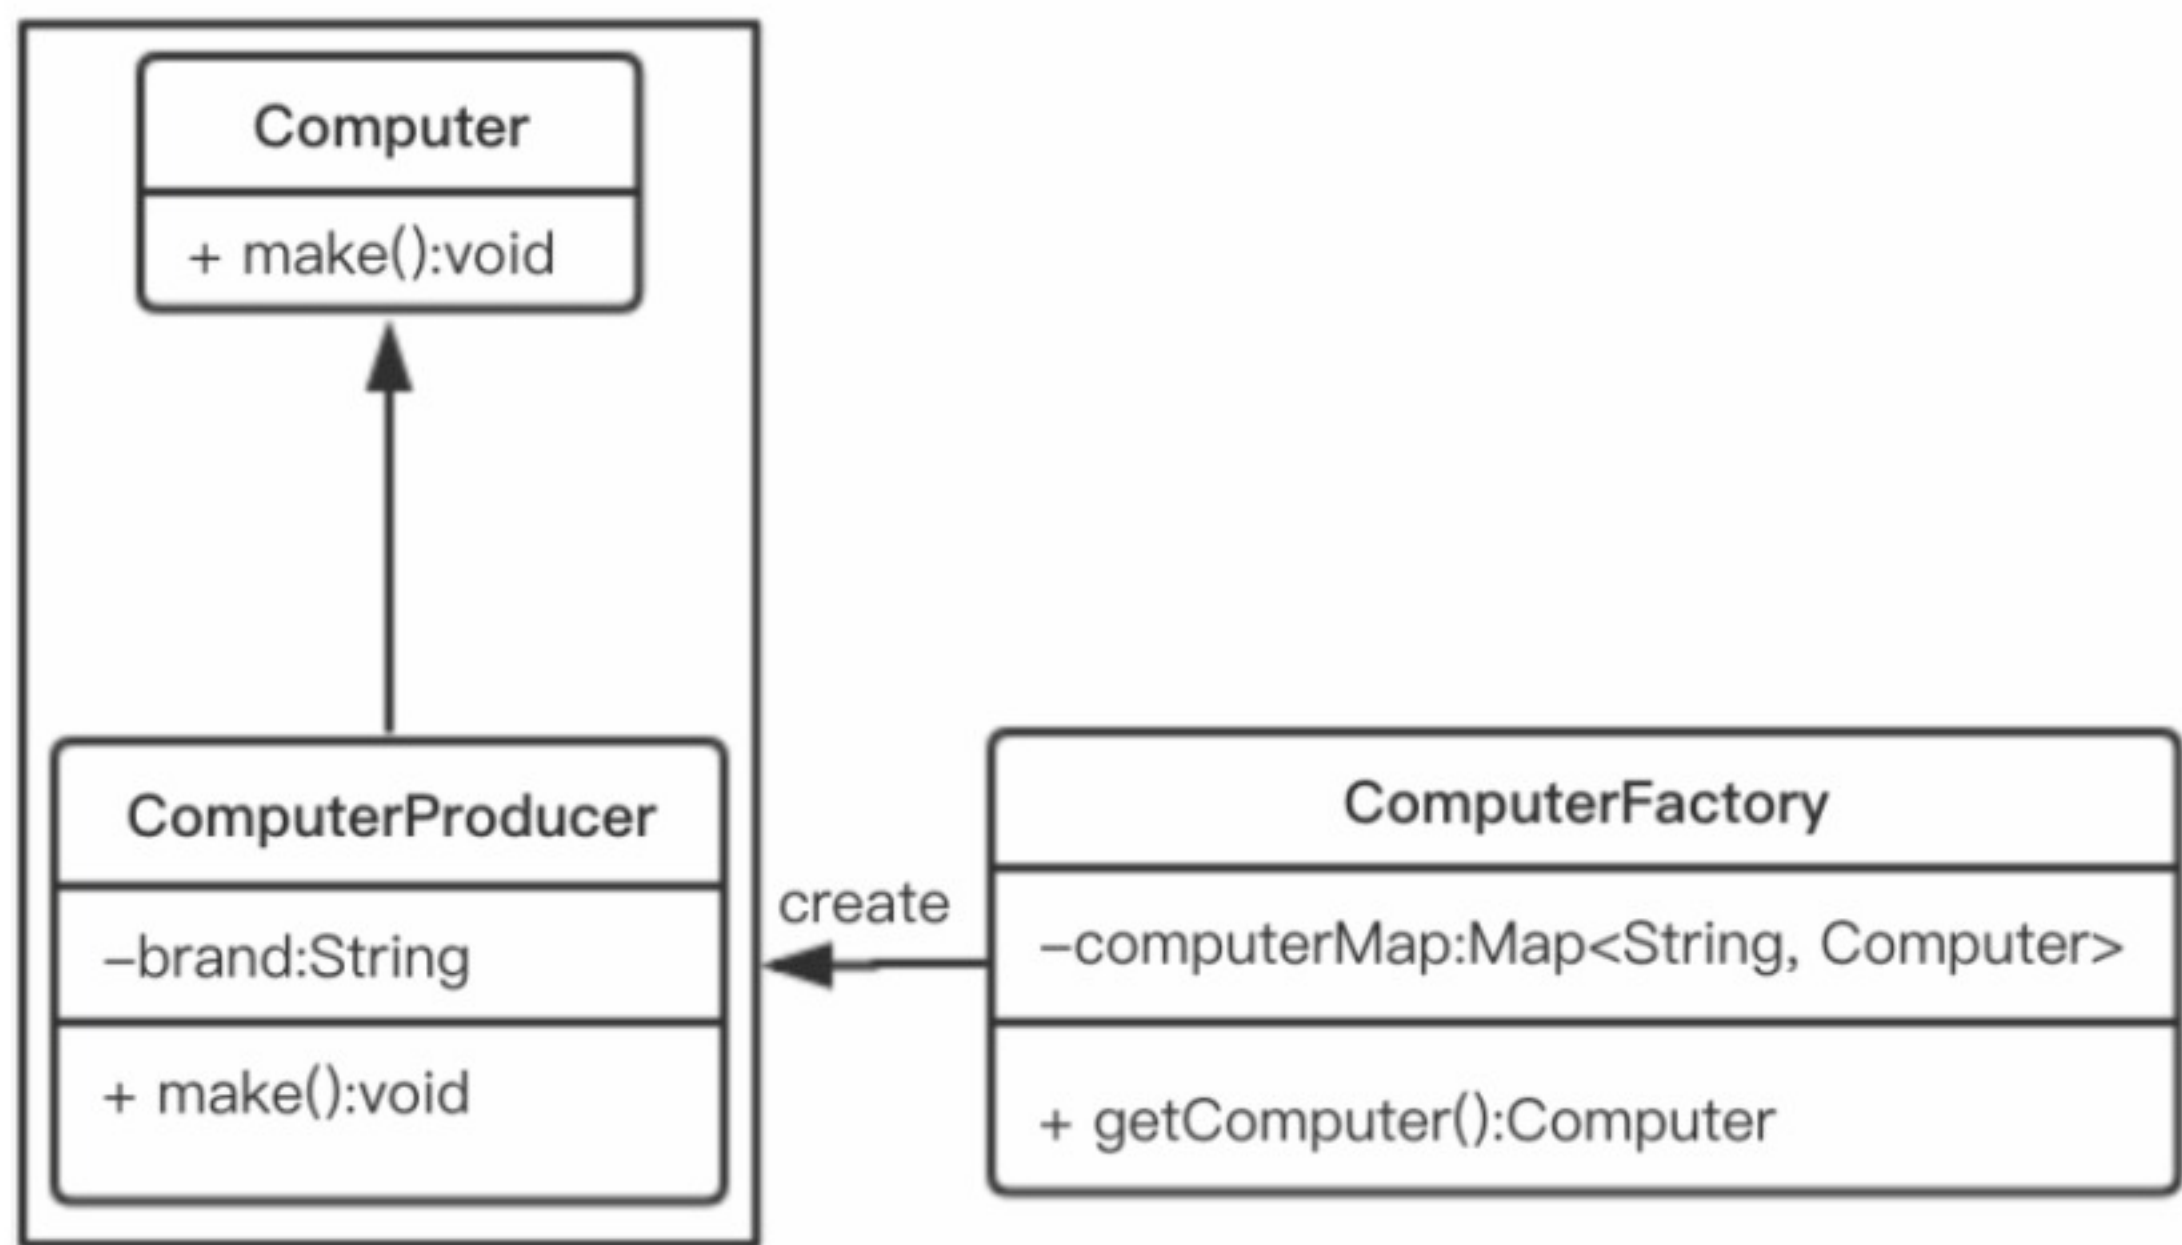 Computer
+ make():void
ComputerProducer
–brand:String
+ make():void
create
ComputerFactory
–computerMap:Map<String, Computer>
+ getComputer():Computer